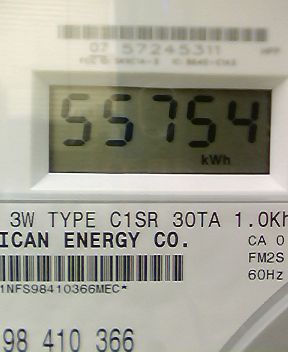 07 57245311
55754
kWh
3W TYPE C1SR 30TA 1.0Kh
ICAN ENERGY CO.
CA 0
FM2S
60Hz
1NFS98410366MEC*
98 410 366